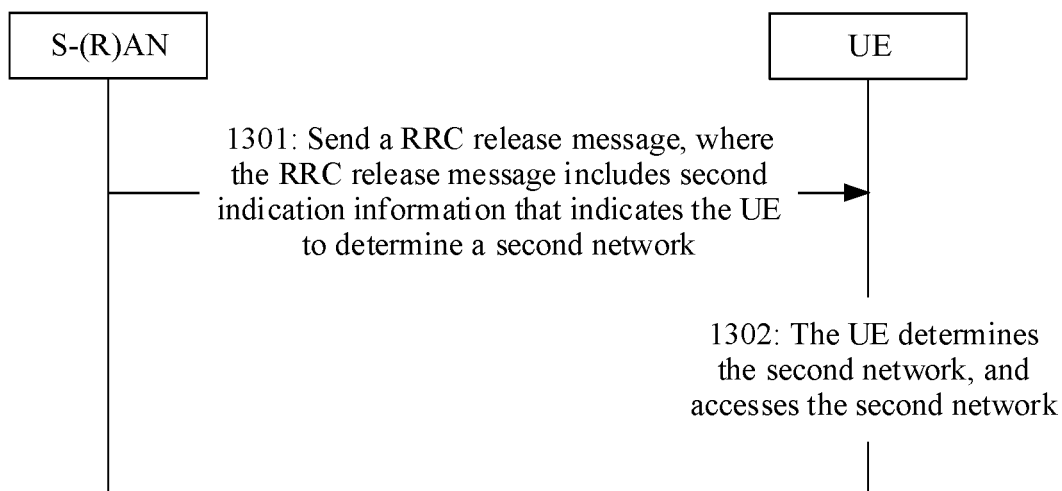 S-(R)AN
UE
1301: Send a RRC release message, where
the RRC release message includes second
indication information that indicates the UE
to determine a second network
1302: The UE determines
the second network, and
accesses the second network